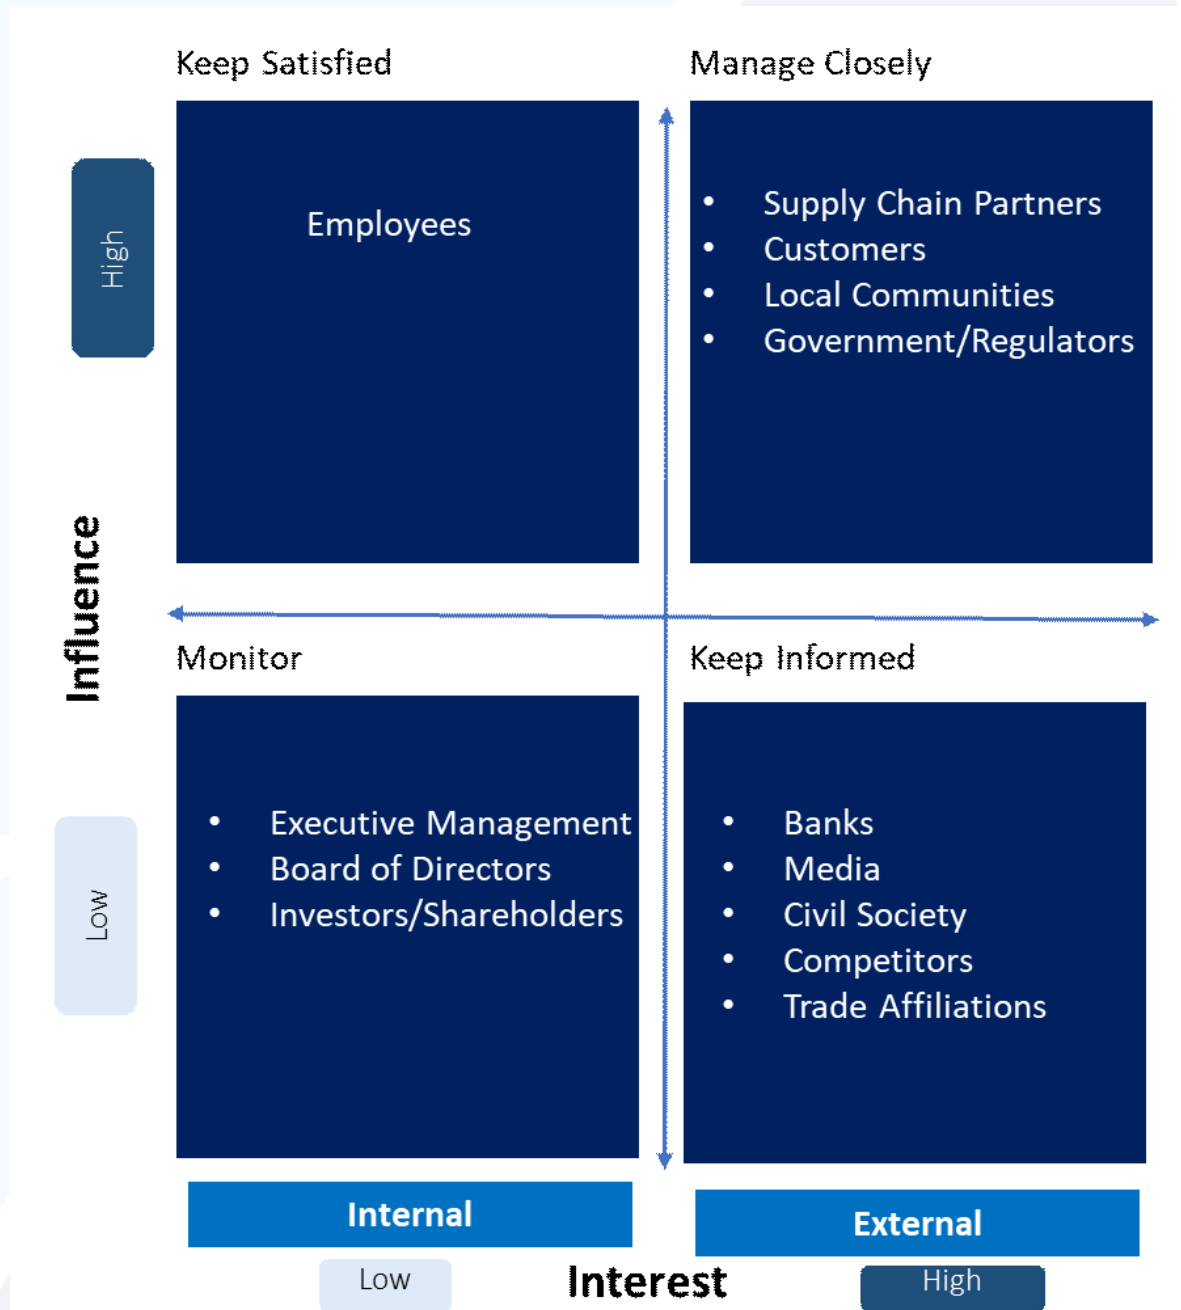 Keep Satisfied
Manage Closely
High
Employees
• Supply Chain Partners
• Customers
• Local Communities
• Government/Regulators
Influence
Monitor
Keep Informed
Low
• Executive Management
• Board of Directors
• Investors/Shareholders
• Banks
• Media
• Civil Society
• Competitors
• Trade Affiliations
Internal
External
Low
Interest
High